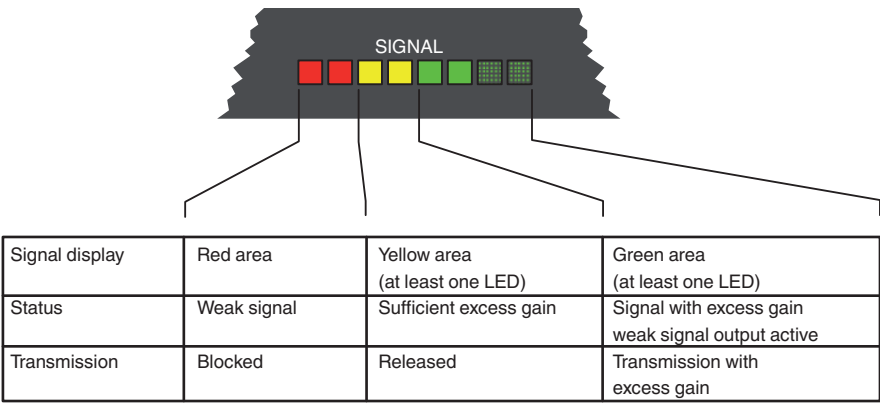 SIGNAL
Signal display Red area Yellow area Green area
(at least one LED) (at least one LED)
Status Weak signal Sufficient excess gain Signal with excess gain
weak signal output active
Transmission Blocked Released Transmission with
excess gain